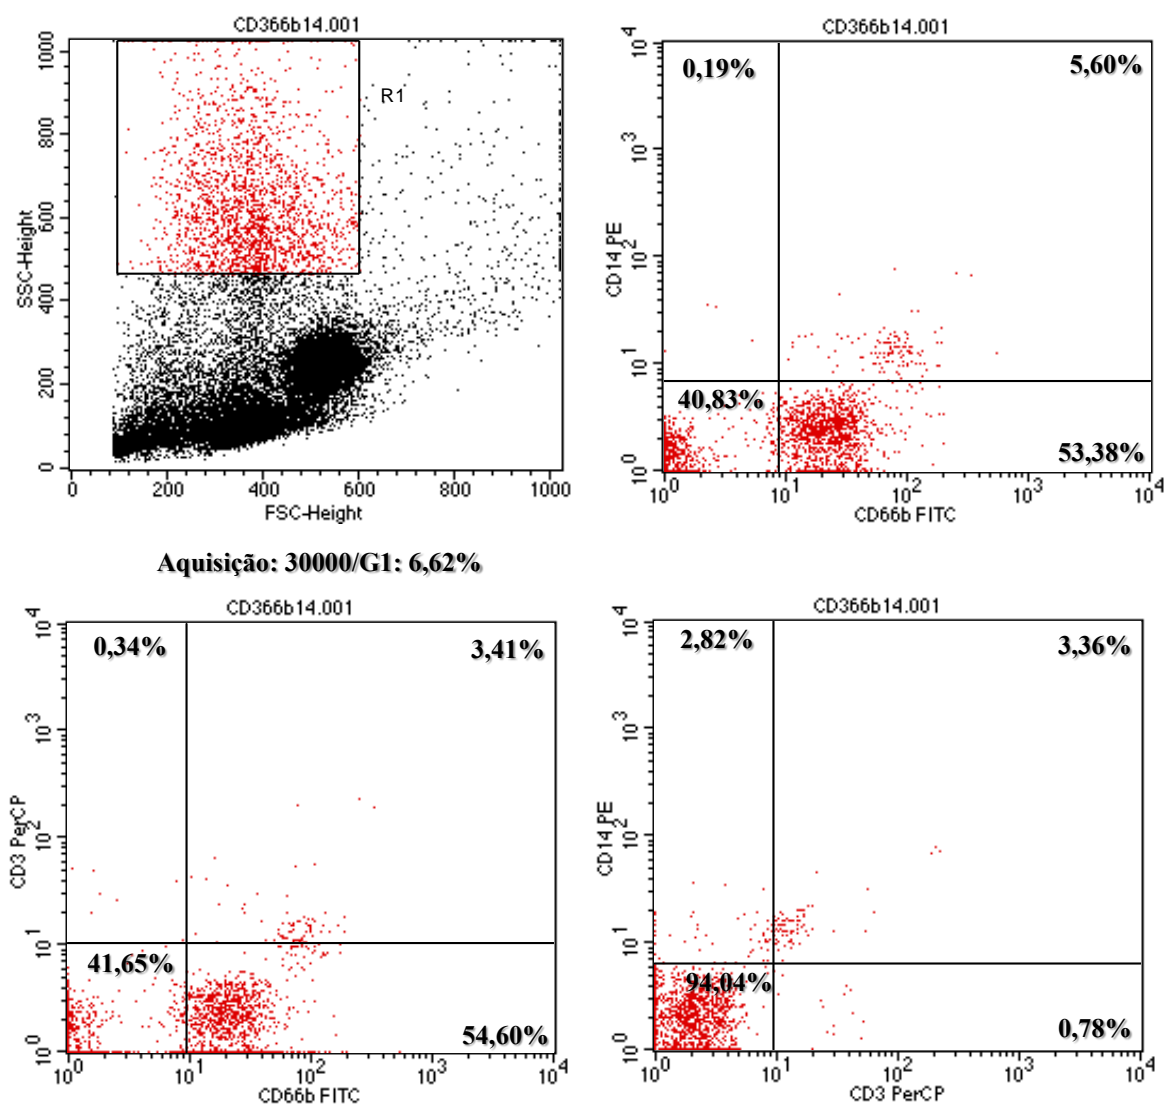 CD366b14.001
R1
SSC-Height
1000
800
600
400
200
0
0 200 400 600 800 1000
FSC-Height
CD366b14.001
0,19% 5,60%
40,83%
53,38%
CD14 PE
10^4
10^3
10^2
10^1
10^0
10^0 10^1 10^2 10^3 10^4
CD66b FITC
Aquisição: 30000/G1: 6,62%
CD366b14.001
0,34% 3,41%
41,65%
54,60%
CD3 PerCP
10^4
10^3
10^2
10^1
10^0
10^0 10^1 10^2 10^3 10^4
CD66b FITC
CD366b14.001
2,82% 3,36%
94,04%
0,78%
CD14 PE
10^4
10^3
10^2
10^1
10^0
10^0 10^1 10^2 10^3 10^4
CD3 PerCP